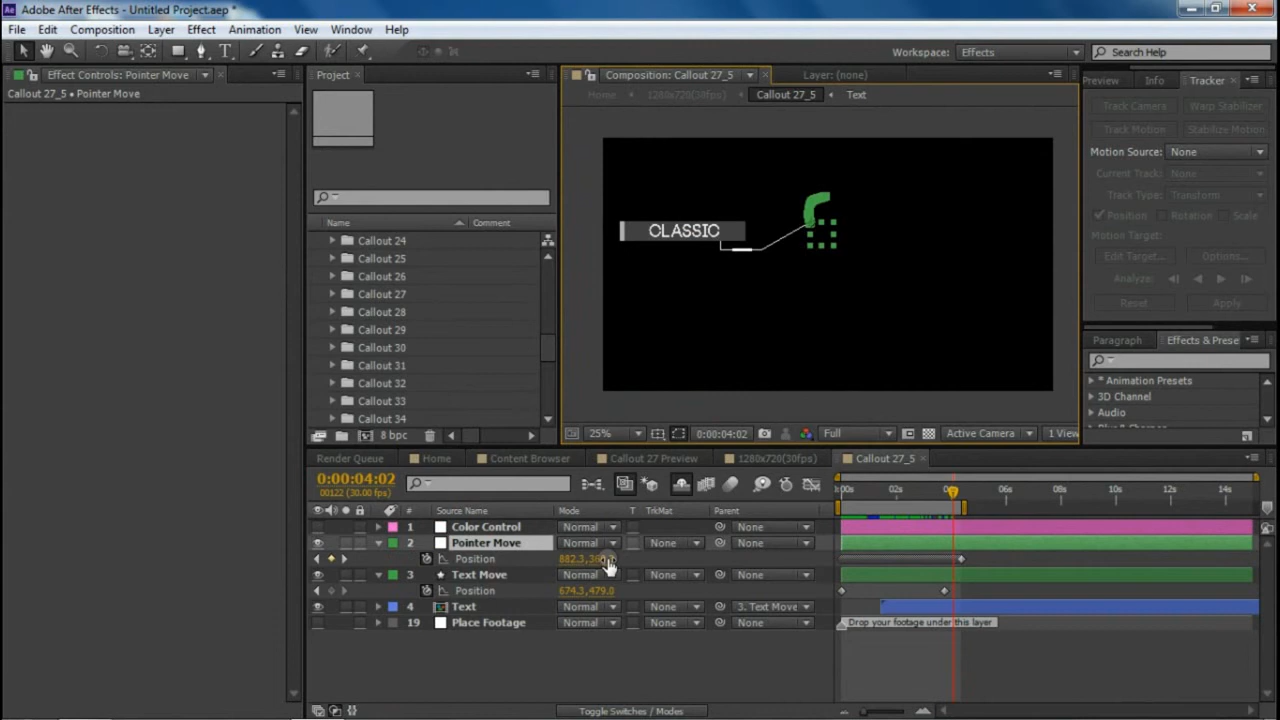 Adobe After Effects - Untitled Project.aep *
File Edit Composition Layer Effect Animation View Window Help
Workspace: Effects Search Help
Effect Controls: Pointer Move
Project
Composition: Callout 27_5
Layer: (none)
Preview Info Tracker
Callout 27_5 • Pointer Move
Home 1280x720(30fps) Callout 27_5 Text
Track Camera Warp Stabilizer
Track Motion Stabilize Motion
Motion Source: None
Current Track: None
Track Type: Transform
Position Rotation Scale
Motion Target:
Edit Target... Options...
Analyze:
Reset Apply
CLASSIC
Name Comment
Callout 24
Callout 25
Callout 26
Callout 27
Callout 28
Callout 29
Callout 30
Callout 31
Callout 32
Callout 33
Callout 34
8 bpc
25% 0:00:04:02 Full Active Camera 1 View
Paragraph Effects & Prese
* Animation Presets
3D Channel
Audio
Render Queue Home Content Browser Callout 27 Preview 1280x720(30fps) Callout 27_5
0:00:04:02
00122 (30.00 fps)
:00s 02s 06s 08s 10s 12s 14s
# Source Name Mode T TrkMat Parent
1 Color Control Normal None
2 Pointer Move Normal None None
Position 882.3,36
3 Text Move Normal None None
Position 674.3,479.0
4 Text Normal None 3. Text Move
19 Place Footage Normal None None
Drop your footage under this layer
Toggle Switches / Modes